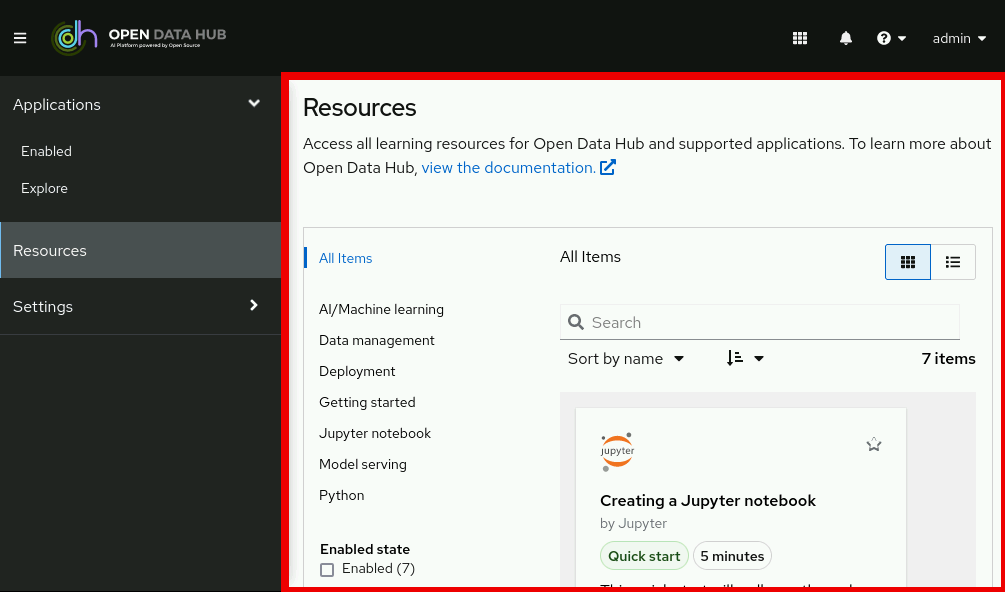 OPEN DATA HUB
AI Platform powered by Open Source
admin
Applications
Enabled
Explore
Resources
Settings
Resources
Access all learning resources for Open Data Hub and supported applications. To learn more about
Open Data Hub, view the documentation.
All Items
AI/Machine learning
Data management
Deployment
Getting started
Jupyter notebook
Model serving
Python
Enabled state
Enabled (7)
All Items
Search
Sort by name
7 items
jupyter
Creating a Jupyter notebook
by Jupyter
Quick start
5 minutes